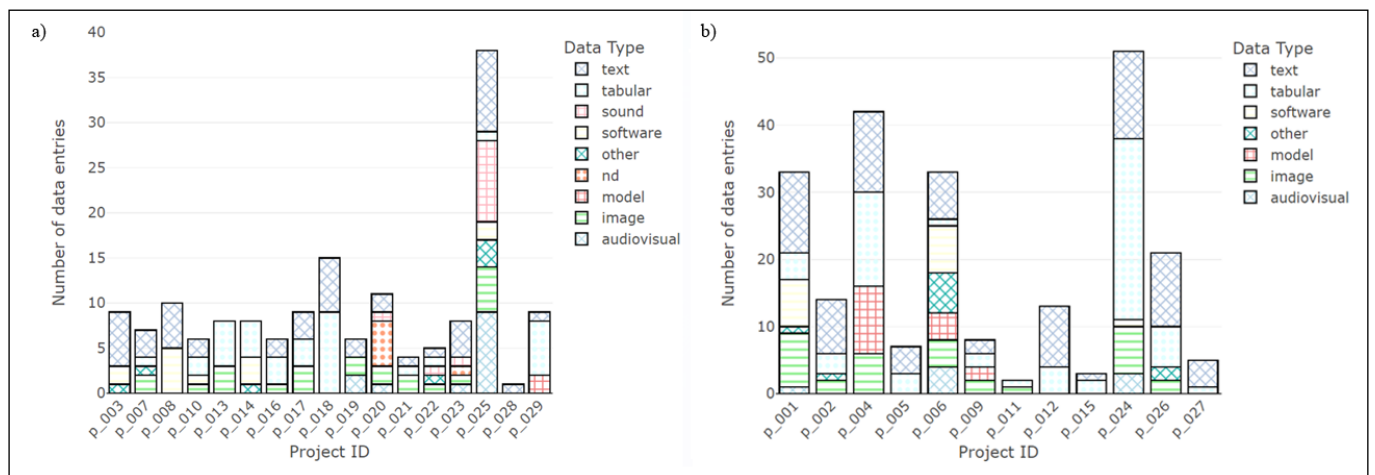 a)
Number of data entries
40
35
30
25
20
15
10
5
0
p_003
p_007
p_008
p_010
p_013
p_014
p_016
p_017
p_018
p_019
p_020
p_021
p_022
p_023
p_025
p_028
p_029
Project ID
Data Type
text
tabular
sound
software
other
nd
model
image
audiovisual
b)
Number of data entries
50
40
30
20
10
0
p_001
p_002
p_004
p_005
p_006
p_009
p_011
p_012
p_015
p_024
p_026
p_027
Project ID
Data Type
text
tabular
software
other
model
image
audiovisual